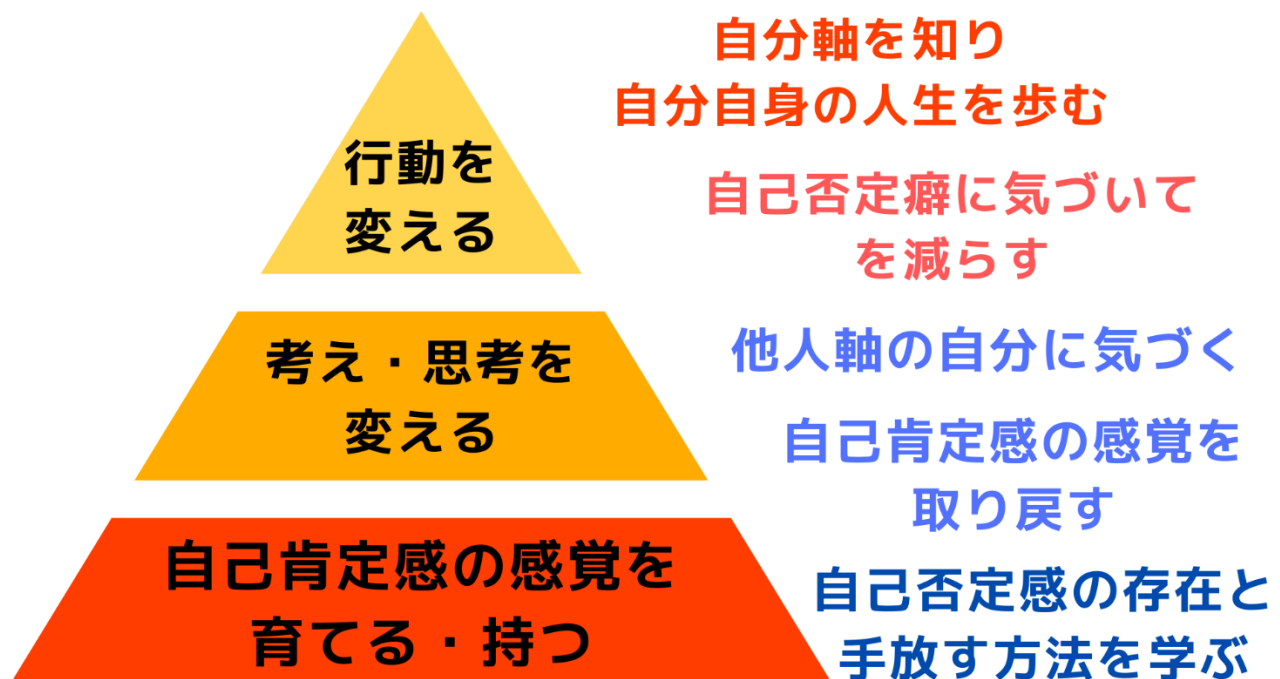 自分軸を知り
自分自身の人生を歩む
行動を
変える
自己否定癖に気づいて
を減らす
考え・思考を
変える
他人軸の自分に気づく
自己肯定感の感覚を
取り戻す
自己肯定感の感覚を
育てる・持つ
自己否定感の存在と
手放す方法を学ぶ